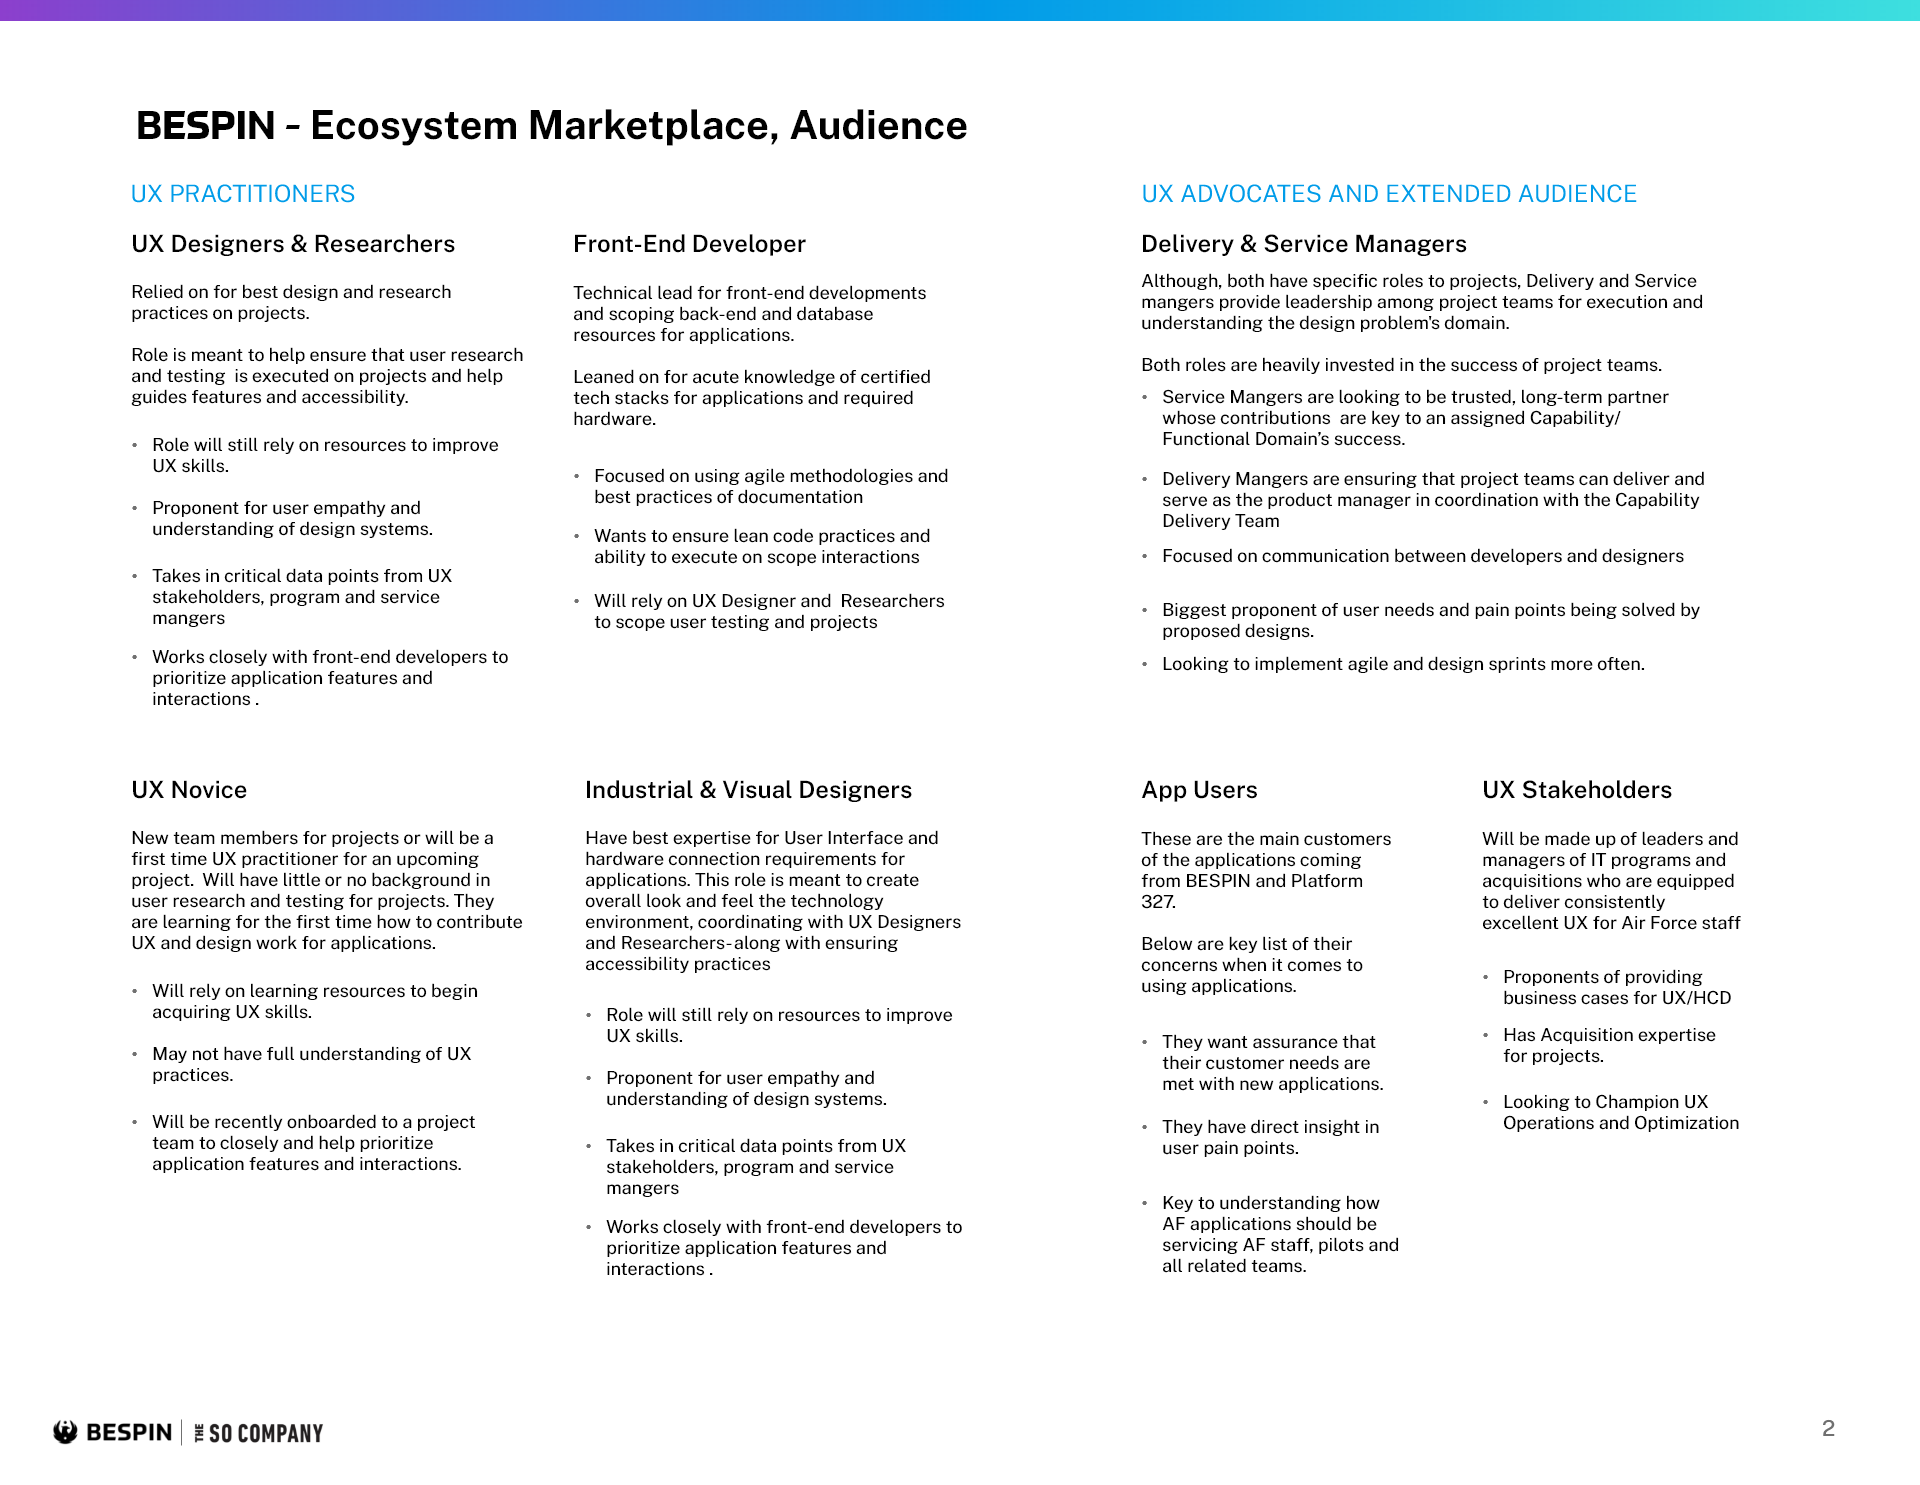 BESPIN - Ecosystem Marketplace, Audience
UX PRACTITIONERS
UX Designers & Researchers
Relied on for best design and research
practices on projects.
Role is meant to help ensure that user research
and testing  is executed on projects and help
guides features and accessibility.
• Role will still rely on resources to improve
UX skills.
• Proponent for user empathy and
understanding of design systems.
• Takes in critical data points from UX
stakeholders, program and service
mangers
• Works closely with front-end developers to
prioritize application features and
interactions .
Front-End Developer
Technical lead for front-end developments
and scoping back-end and database
resources for applications.
Leaned on for acute knowledge of certified
tech stacks for applications and required
hardware.
• Focused on using agile methodologies and
best practices of documentation
• Wants to ensure lean code practices and
ability to execute on scope interactions
• Will rely on UX Designer and  Researchers
to scope user testing and projects
UX Novice
New team members for projects or will be a
first time UX practitioner for an upcoming
project.  Will have little or no background in
user research and testing for projects. They
are learning for the first time how to contribute
UX and design work for applications.
• Will rely on learning resources to begin
acquiring UX skills.
• May not have full understanding of UX
practices.
• Will be recently onboarded to a project
team to closely and help prioritize
application features and interactions.
Industrial & Visual Designers
Have best expertise for User Interface and
hardware connection requirements for
applications. This role is meant to create
overall look and feel the technology
environment, coordinating with UX Designers
and Researchers-along with ensuring
accessibility practices
• Role will still rely on resources to improve
UX skills.
• Proponent for user empathy and
understanding of design systems.
• Takes in critical data points from UX
stakeholders, program and service
mangers
• Works closely with front-end developers to
prioritize application features and
interactions .
UX ADVOCATES AND EXTENDED AUDIENCE
Delivery & Service Managers
Although, both have specific roles to projects, Delivery and Service
mangers provide leadership among project teams for execution and
understanding the design problem's domain.
Both roles are heavily invested in the success of project teams.
• Service Mangers are looking to be trusted, long-term partner
whose contributions  are key to an assigned Capability/
Functional Domain’s success.
• Delivery Mangers are ensuring that project teams can deliver and
serve as the product manager in coordination with the Capability
Delivery Team
• Focused on communication between developers and designers
• Biggest proponent of user needs and pain points being solved by
proposed designs.
• Looking to implement agile and design sprints more often.
App Users
These are the main customers
of the applications coming
from BESPIN and Platform
327.
Below are key list of their
concerns when it comes to
using applications.
• They want assurance that
their customer needs are
met with new applications.
• They have direct insight in
user pain points.
• Key to understanding how
AF applications should be
servicing AF staff, pilots and
all related teams.
UX Stakeholders
Will be made up of leaders and
managers of IT programs and
acquisitions who are equipped
to deliver consistently
excellent UX for Air Force staff
• Proponents of providing
business cases for UX/HCD
• Has Acquisition expertise
for projects.
• Looking to Champion UX
Operations and Optimization
BESPIN | THE SO COMPANY
2